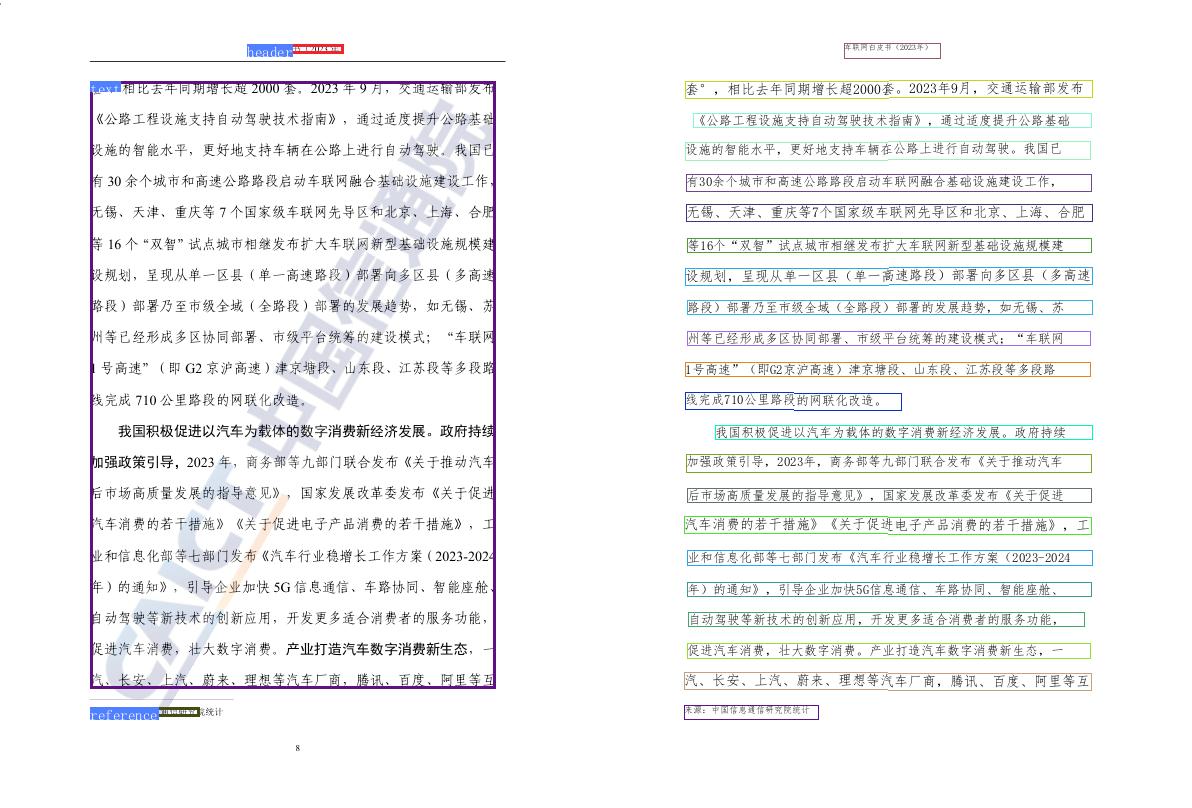 header
text 相比去年同期增长超 2000 套。2023 年 9 月，交通运输部发布
《公路工程设施支持自动驾驶技术指南》，通过适度提升公路基础
设施的智能水平，更好地支持车辆在公路上进行自动驾驶。我国已
有 30 余个城市和高速公路路段启动车联网融合基础设施建设工作，
无锡、天津、重庆等 7 个国家级车联网先导区和北京、上海、合肥
等 16 个“双智”试点城市相继发布扩大车联网新型基础设施规模建
设规划，呈现从单一区县（单一高速路段）部署向多区县（多高速
路段）部署乃至市级全域（全路段）部署的发展趋势，如无锡、苏
州等已经形成多区协同部署、市级平台统筹的建设模式； “车联网
1 号高速”（即 G2 京沪高速）津京塘段、山东段、江苏段等多段路
线完成 710 公里路段的网联化改造。
我国积极促进以汽车为载体的数字消费新经济发展。政府持续
加强政策引导，2023 年，商务部等九部门联合发布《关于推动汽车
后市场高质量发展的指导意见》，国家发展改革委发布《关于促进
汽车消费的若干措施》《关于促进电子产品消费的若干措施》，工
业和信息化部等七部门发布《汽车行业稳增长工作方案（2023-2024
年）的通知》，引导企业加快 5G 信息通信、车路协同、智能座舱、
自动驾驶等新技术的创新应用，开发更多适合消费者的服务功能，
促进汽车消费，壮大数字消费。产业打造汽车数字消费新生态，一
汽、长安、上汽、蔚来、理想等汽车厂商，腾讯、百度、阿里等互
reference 院统计
8
CAICT 中国信通院
车联网白皮书（2023年）
套°，相比去年同期增长超2000套。2023年9月，交通运输部发布
《公路工程设施支持自动驾驶技术指南》，通过适度提升公路基础
设施的智能水平，更好地支持车辆在公路上进行自动驾驶。我国已
有30余个城市和高速公路路段启动车联网融合基础设施建设工作，
无锡、天津、重庆等7个国家级车联网先导区和北京、上海、合肥
等16个“双智”试点城市相继发布扩大车联网新型基础设施规模建
设规划，呈现从单一区县（单一高速路段）部署向多区县（多高速
路段）部署乃至市级全域（全路段）部署的发展趋势，如无锡、苏
州等已经形成多区协同部署、市级平台统筹的建设模式；“车联网
1号高速”（即G2京沪高速）津京塘段、山东段、江苏段等多段路
线完成710公里路段的网联化改造。
我国积极促进以汽车为载体的数字消费新经济发展。政府持续
加强政策引导，2023年，商务部等九部门联合发布《关于推动汽车
后市场高质量发展的指导意见》，国家发展改革委发布《关于促进
汽车消费的若干措施》《关于促进电子产品消费的若干措施》，工
业和信息化部等七部门发布《汽车行业稳增长工作方案（2023-2024
年）的通知》，引导企业加快5G信息通信、车路协同、智能座舱、
自动驾驶等新技术的创新应用，开发更多适合消费者的服务功能，
促进汽车消费，壮大数字消费。产业打造汽车数字消费新生态，一
汽、长安、上汽、蔚来、理想等汽车厂商，腾讯、百度、阿里等互
来源：中国信息通信研究院统计